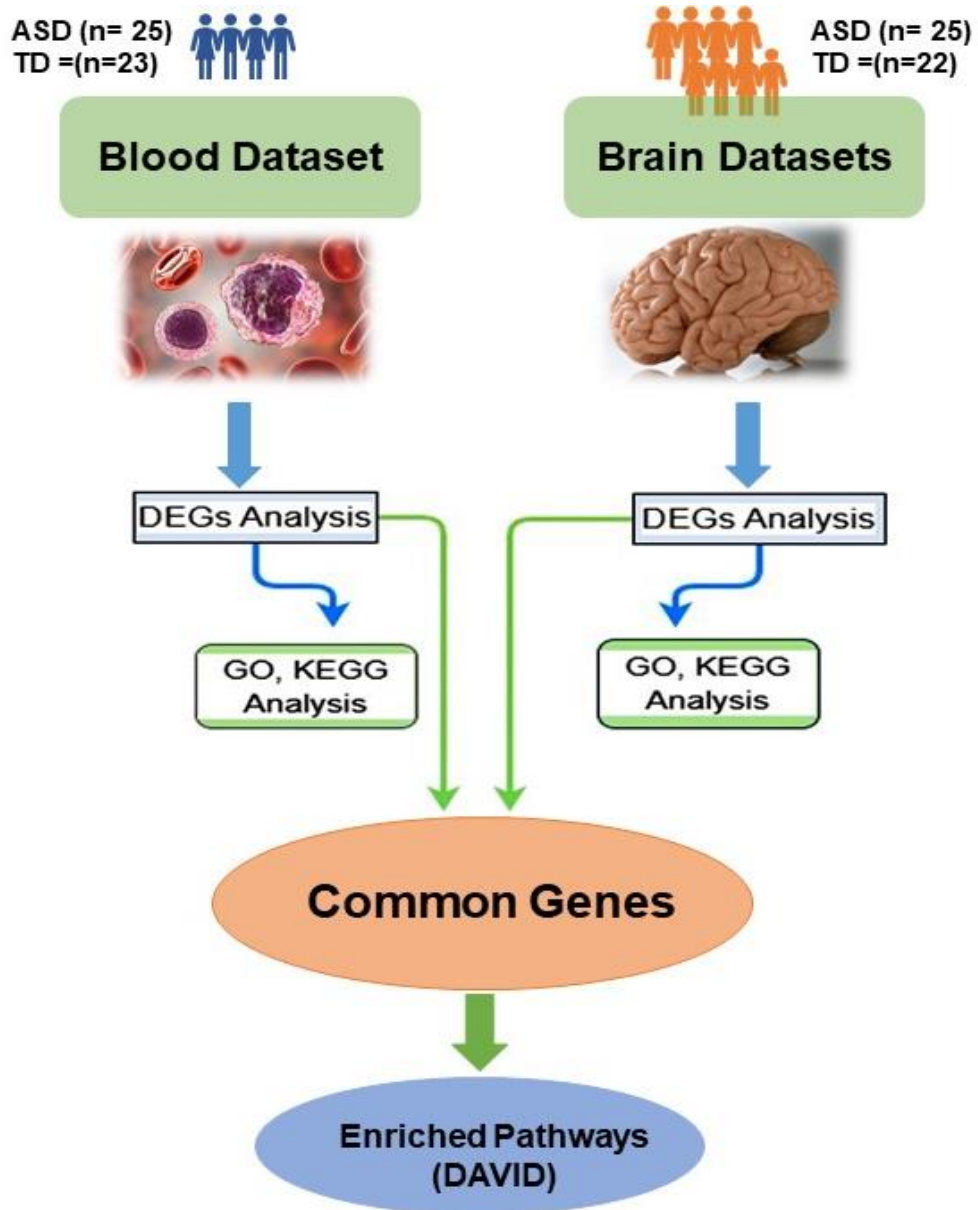 ASD (n= 25)
TD =(n=23)
ASD (n= 25)
TD =(n=22)
Blood Dataset
Brain Datasets
DEGs Analysis
DEGs Analysis
GO, KEGG
Analysis
GO, KEGG
Analysis
Common Genes
Enriched Pathways
(DAVID)